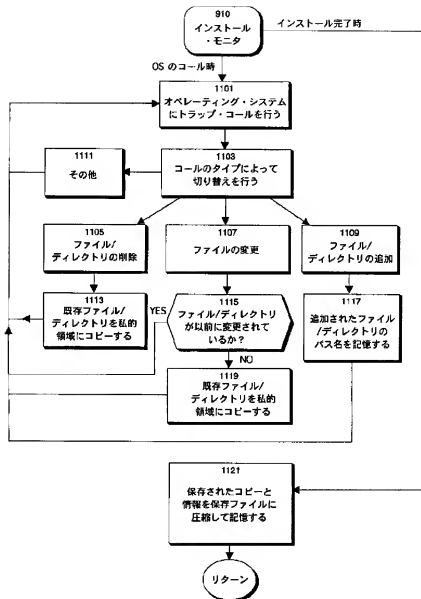 910
インストール
・モニタ
インストール完了時
OSのコール時
1101
オペレーティング・システム
にトラップ・コールを行う
1111
その他
1103
コールのタイプによって
切り替えを行う
1105
ファイル/
ディレクトリの削除
1107
ファイルの変更
1109
ファイル/
ディレクトリの追加
1113
既存ファイル/
ディレクトリを私的
領域にコピーする
YES
1115
ファイル/ディレクトリ
が以前に変更されて
いるか?
1117
追加されたファイル
/ディレクトリの
パス名を記憶する
NO
1119
既存ファイル/
ディレクトリを私的
領域にコピーする
1121
保存されたコピーと
情報を保存ファイルに
圧縮して記憶する
リターン